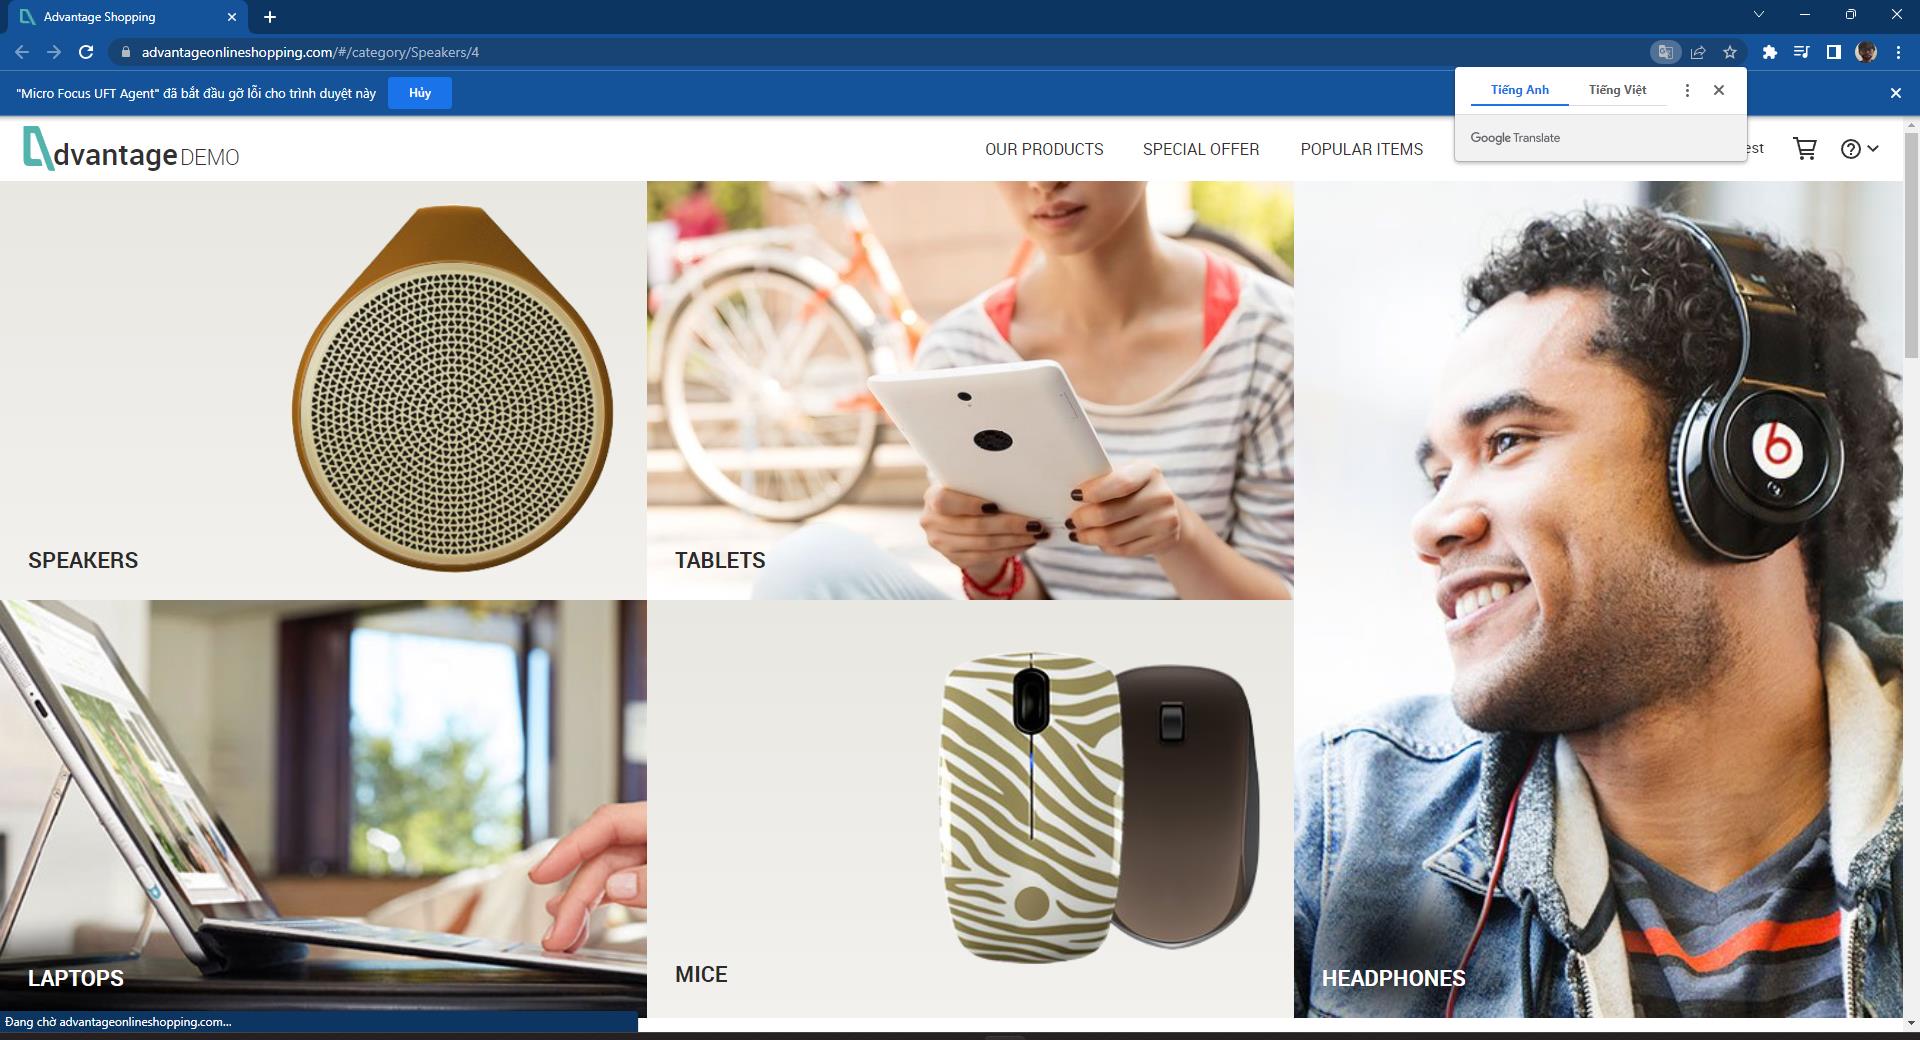 Advantage Shopping
advantageonlineshopping.com/#/category/Speakers/4
"Micro Focus UFT Agent" đã bắt đầu gỡ lỗi cho trình duyệt này
Hủy
Tiếng Anh
Tiếng Việt
Google Translate
dvantage DEMO
OUR PRODUCTS
SPECIAL OFFER
POPULAR ITEMS
est
SPEAKERS
TABLETS
LAPTOPS
MICE
HEADPHONES
Đang chờ advantageonlineshopping.com...